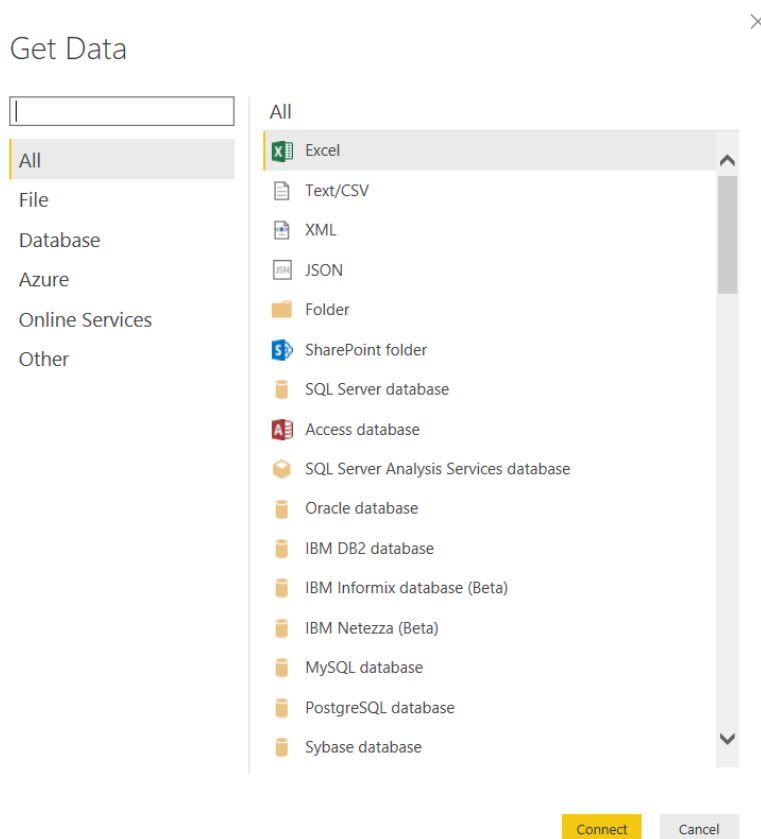 Get Data
All
File
Database
Azure
Online Services
Other
All
Excel
Text/CSV
XML
JSON
Folder
SharePoint folder
SQL Server database
Access database
SQL Server Analysis Services database
Oracle database
IBM DB2 database
IBM Informix database (Beta)
IBM Netezza (Beta)
MySQL database
PostgreSQL database
Sybase database
Connect
Cancel